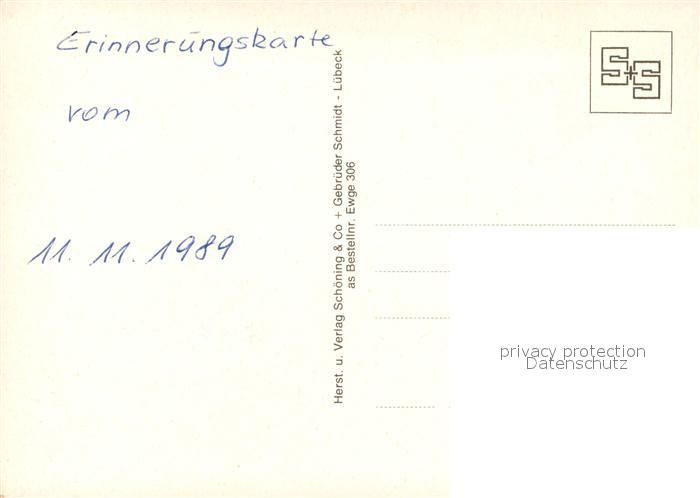 Erinnerungskarte
vom
11. 11. 1989
Herst. u. Verlag Schöning & Co + Gebrüder Schmidt - Lübeck
as Bestellnr. Ewge 306
S+S
privacy protection
Datenschutz